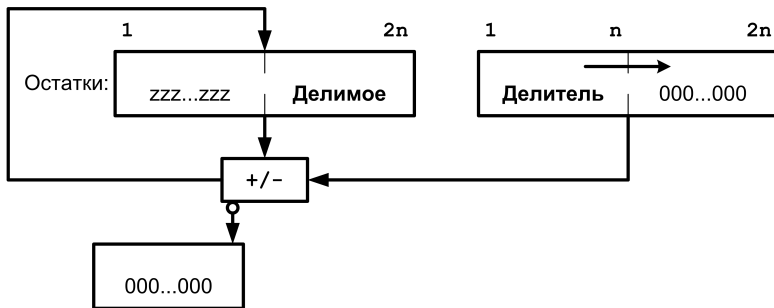 1 2n 1 n 2n
Остатки: zzz...zzz Делимое Делитель 000...000
+/-
000...000